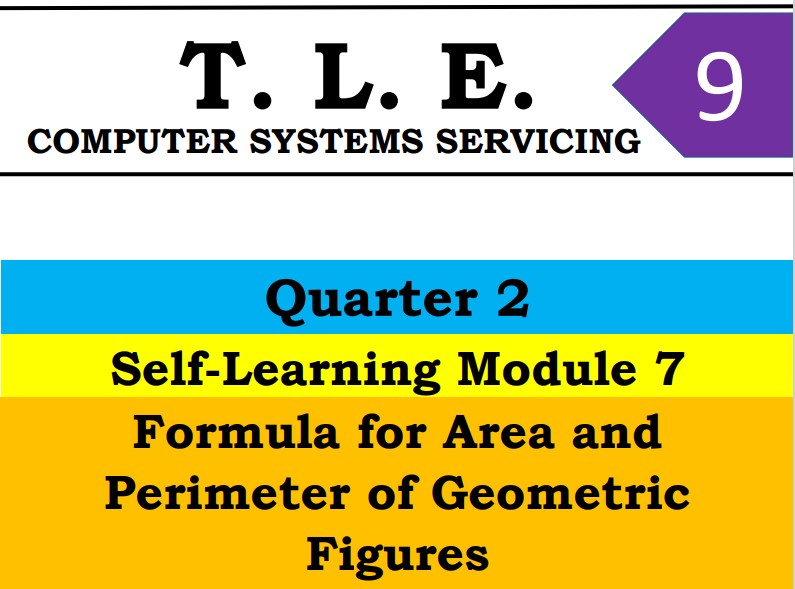 T. L. E.
9
COMPUTER SYSTEMS SERVICING
Quarter 2
Self-Learning Module 7
Formula for Area and
Perimeter of Geometric
Figures